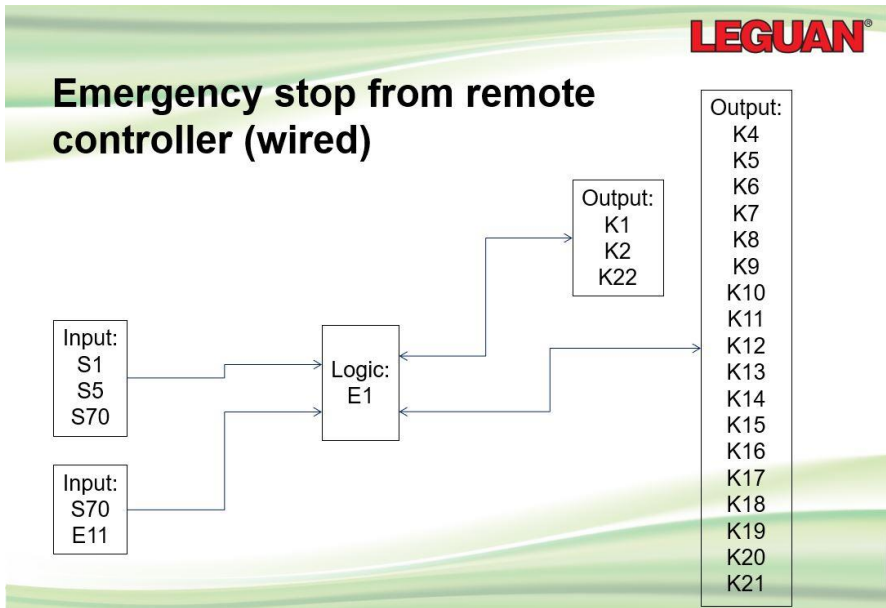 LEGUAN®
Emergency stop from remote
controller (wired)
Input:
S1
S5
S70
Input:
S70
E11
Logic:
E1
Output:
K1
K2
K22
Output:
K4
K5
K6
K7
K8
K9
K10
K11
K12
K13
K14
K15
K16
K17
K18
K19
K20
K21